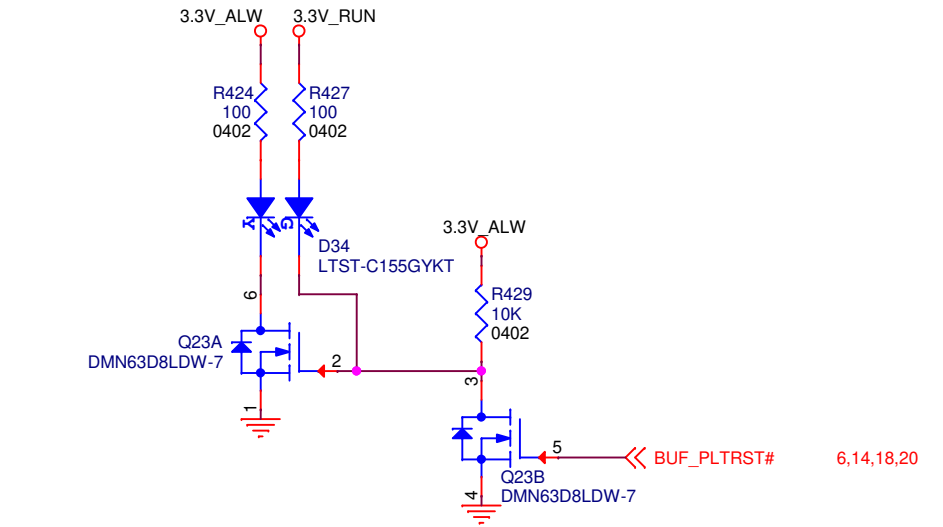 3.3V_ALW 3.3V_RUN
R424 R427
100 100
0402 0402
Y G
D34
LTST-C155GYKT
3.3V_ALW
R429
10K
0402
6
Q23A
DMN63D8LDW-7
2
3
1
5
BUF_PLTRST# 6,14,18,20
Q23B
4
DMN63D8LDW-7